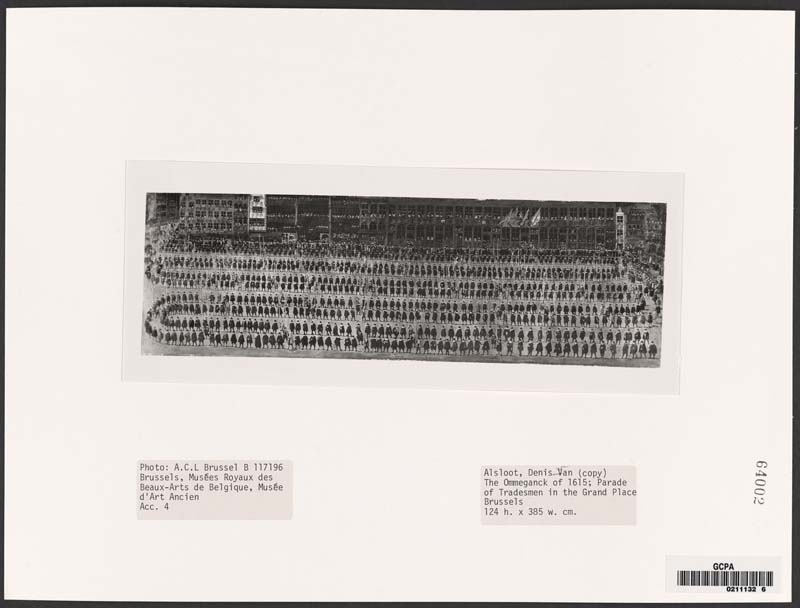 Photo: A.C.L Brussel B 117196
Brussels, Musées Royaux des
Beaux-Arts de Belgique, Musée
d'Art Ancien
Acc. 4
Alsloot, Denis Van (copy)
The Ommeganck of 1615; Parade
of Tradesmen in the Grand Place
Brussels
124 h. x 385 w. cm.
64002
GCPA
0211132 6